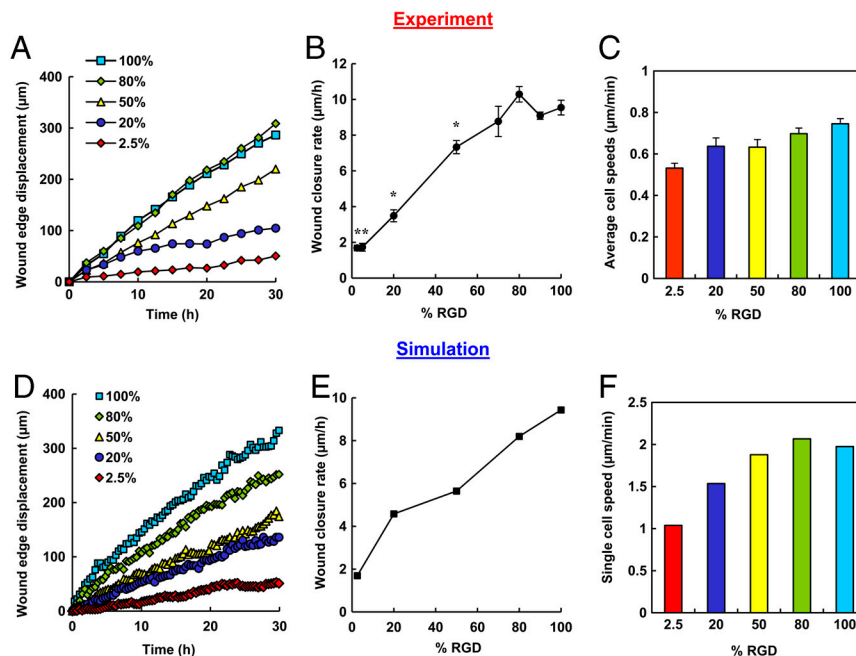 Experiment
A
100%
80%
50%
20%
2.5%
Wound edge displacement (µm)
400
300
200
100
0
0 10 20 30
Time (h)
B
Wound closure rate (µm/h)
12
10
8
6
4
2
0
**
*
*
0 20 40 60 80 100
% RGD
C
Average cell speeds (µm/min)
1
0.8
0.6
0.4
0.2
0
2.5 20 50 80 100
% RGD
Simulation
D
100%
80%
50%
20%
2.5%
Wound edge displacement (µm)
400
300
200
100
0
0 10 20 30
Time (h)
E
Wound closure rate (µm/h)
10
8
6
4
2
0
0 20 40 60 80 100
% RGD
F
Single cell speed (µm/min)
2.5
2
1.5
1
0.5
0
2.5 20 50 80 100
% RGD